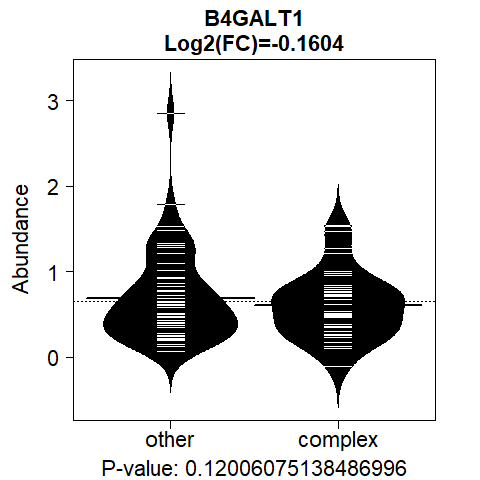 B4GALT1
Log2(FC)=-0.1604
Abundance
3
2
1
0
other complex
P-value: 0.12006075138486996